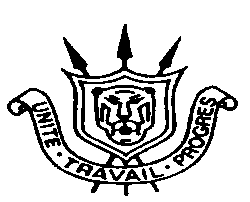 UNITE · TRAVAIL · PROGRES